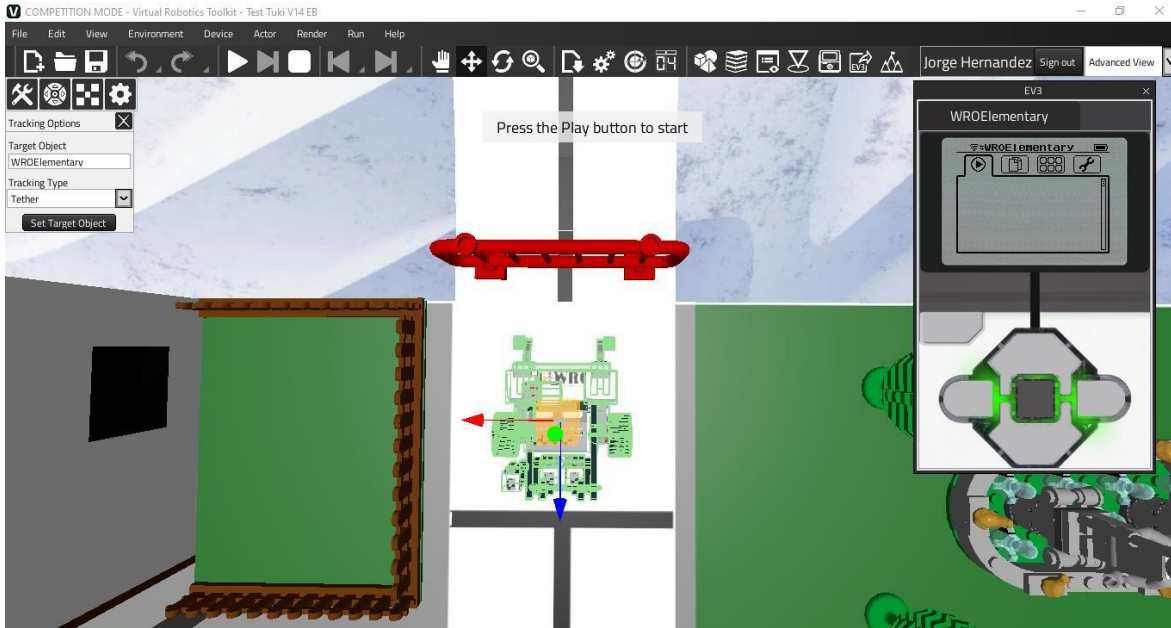 COMPETITION MODE - Virtual Robotics Toolkit - Test Tuki V14 EB
File Edit View Environment Device Actor Render Run Help
EV3
Jorge Hernandez Sign out Advanced View
Tracking Options
Target Object
WROElementary
Tracking Type
Tether
Set Target Object
Press the Play button to start
EV3
WROElementary
WROElementary
WRO